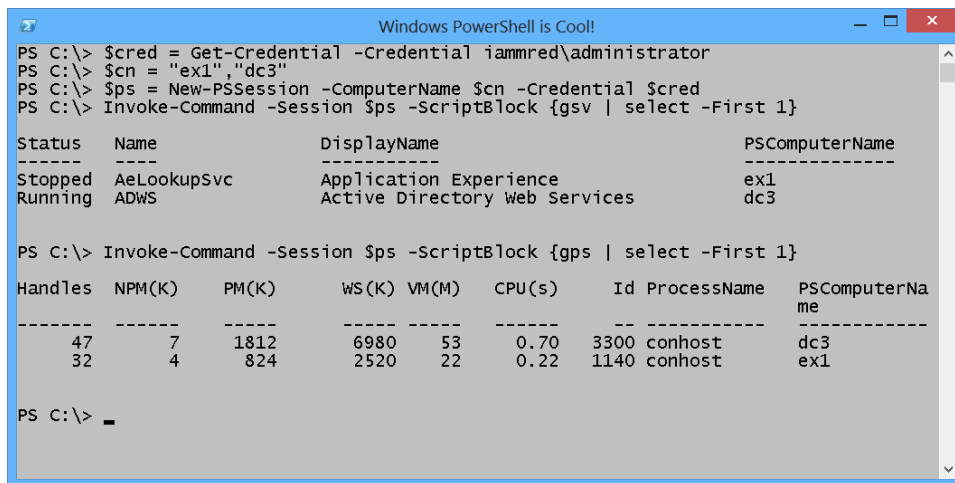 Windows PowerShell is Cool!
PS C:\> $cred = Get-Credential -Credential iammred\administrator
PS C:\> $cn = "ex1","dc3"
PS C:\> $ps = New-PSSession -ComputerName $cn -Credential $cred
PS C:\> Invoke-Command -Session $ps -ScriptBlock {gsv | select -First 1}
Status   Name               DisplayName                            PSComputerName
------   ----               -----------                            --------------
Stopped  AeLookupSvc        Application Experience                 ex1
Running  ADWS               Active Directory Web Services          dc3
PS C:\> Invoke-Command -Session $ps -ScriptBlock {gps | select -First 1}
Handles  NPM(K)    PM(K)      WS(K) VM(M)   CPU(s)     Id ProcessName   PSComputerNa
me
-------  ------    -----      ----- -----   ------     -- -----------   ------------
47       7     1812       6980    53     0.70   3300 conhost       dc3
32       4      824       2520    22     0.22   1140 conhost       ex1
PS C:\> _